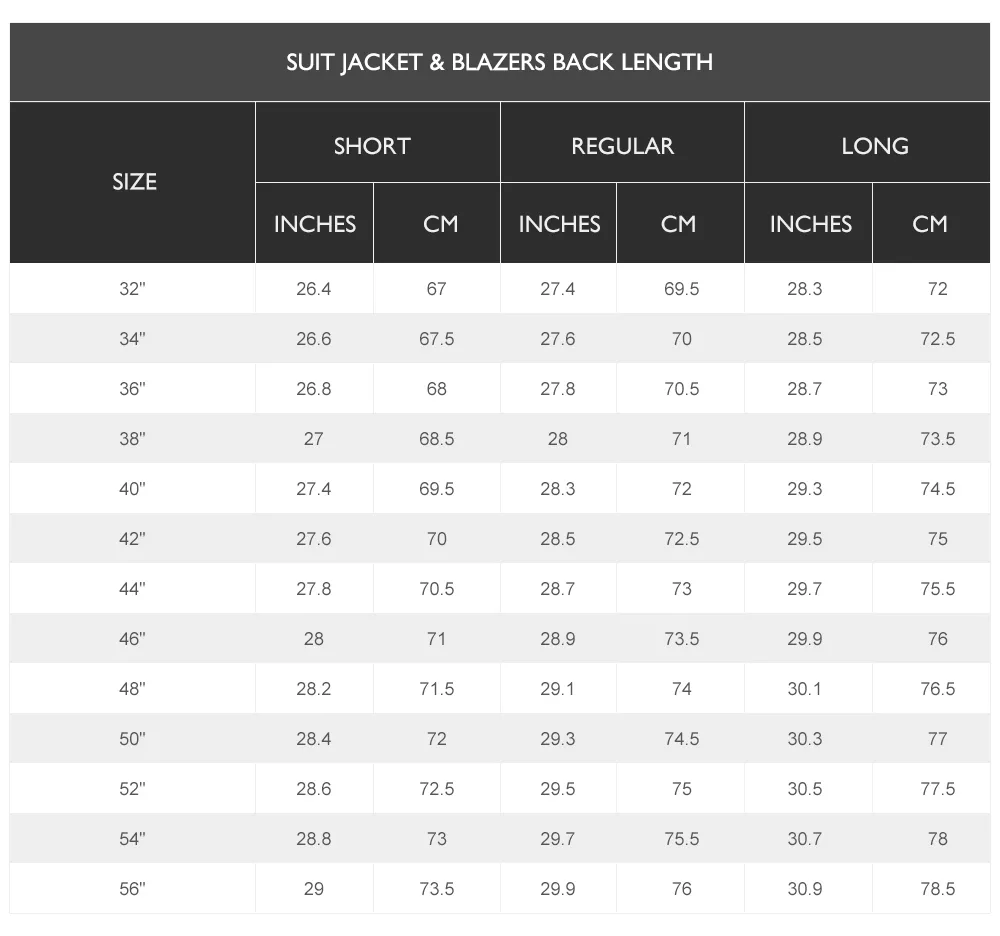 SUIT JACKET & BLAZERS BACK LENGTH
SIZE SHORT REGULAR LONG
INCHES CM INCHES CM INCHES CM
32" 26.4 67 27.4 69.5 28.3 72
34" 26.6 67.5 27.6 70 28.5 72.5
36" 26.8 68 27.8 70.5 28.7 73
38" 27 68.5 28 71 28.9 73.5
40" 27.4 69.5 28.3 72 29.3 74.5
42" 27.6 70 28.5 72.5 29.5 75
44" 27.8 70.5 28.7 73 29.7 75.5
46" 28 71 28.9 73.5 29.9 76
48" 28.2 71.5 29.1 74 30.1 76.5
50" 28.4 72 29.3 74.5 30.3 77
52" 28.6 72.5 29.5 75 30.5 77.5
54" 28.8 73 29.7 75.5 30.7 78
56" 29 73.5 29.9 76 30.9 78.5